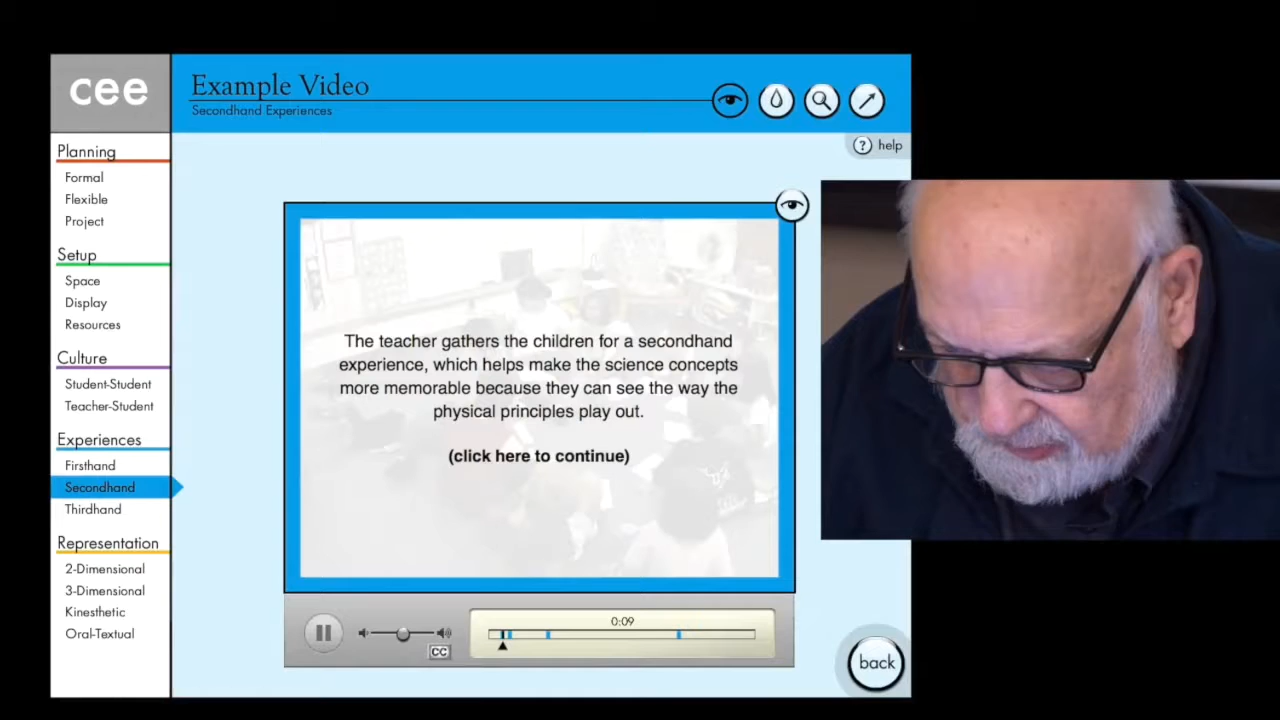 cee
Example Video
Secondhand Experiences
? help
Planning
Formal
Flexible
Project
Setup
Space
Display
Resources
Culture
Student-Student
Teacher-Student
Experiences
Firsthand
Secondhand
Thirdhand
Representation
2-Dimensional
3-Dimensional
Kinesthetic
Oral-Textual
The teacher gathers the children for a secondhand
experience, which helps make the science concepts
more memorable because they can see the way the
physical principles play out.
(click here to continue)
0:09
CC
back